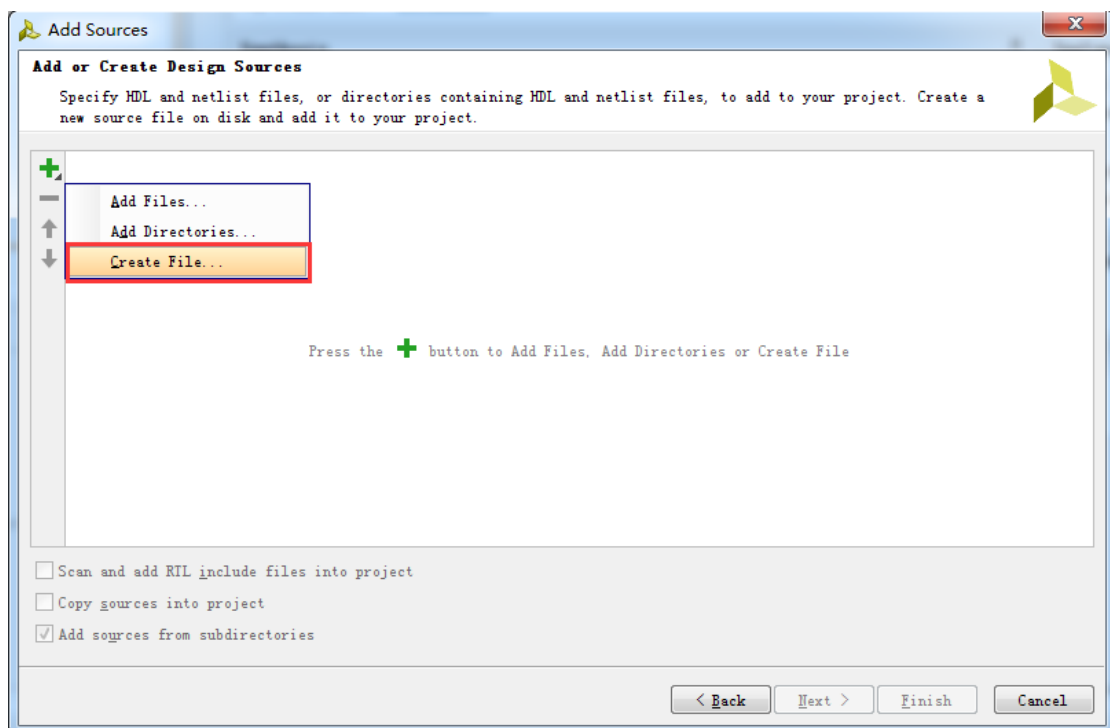 Add Sources
Add or Create Design Sources
Specify HDL and netlist files, or directories containing HDL and netlist files, to add to your project. Create a
new source file on disk and add it to your project.
Add Files...
Add Directories...
Create File...
Press the button to Add Files, Add Directories or Create File
Scan and add RTL include files into project
Copy sources into project
Add sources from subdirectories
< Back Next > Finish Cancel